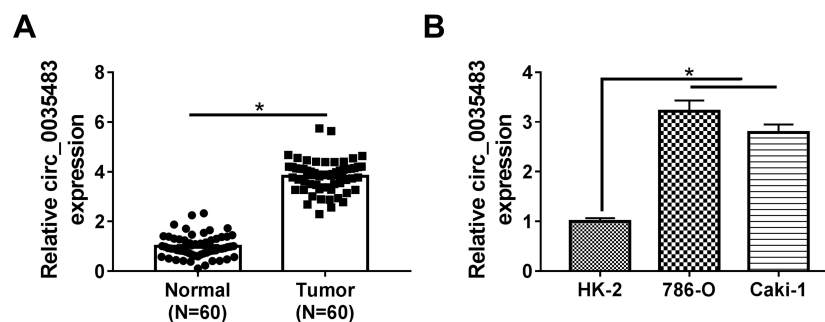 A
Relative circ_0035483
expression
8
6
4
2
0
*
Normal
(N=60)
Tumor
(N=60)
B
Relative circ_0035483
expression
4
3
2
1
0
*
HK-2
786-O
Caki-1